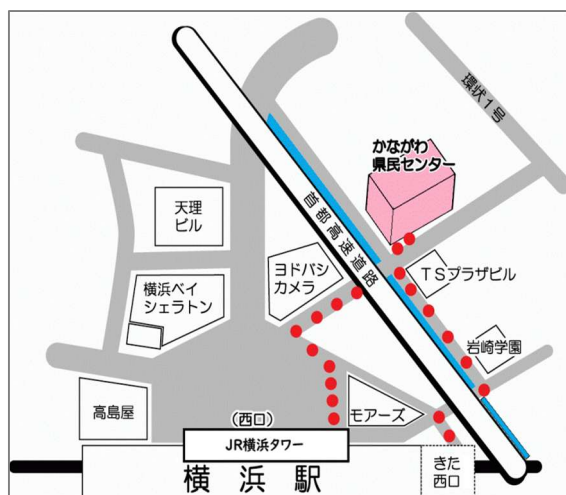 環状1号
かながわ
県民センター
首都高速道路
天理
ビル
ヨドバシ
カメラ
TSプラザビル
横浜ベイ
シェラトン
岩崎学園
高島屋
(西口)
モアーズ
JR横浜タワー
横浜駅
きた
西口